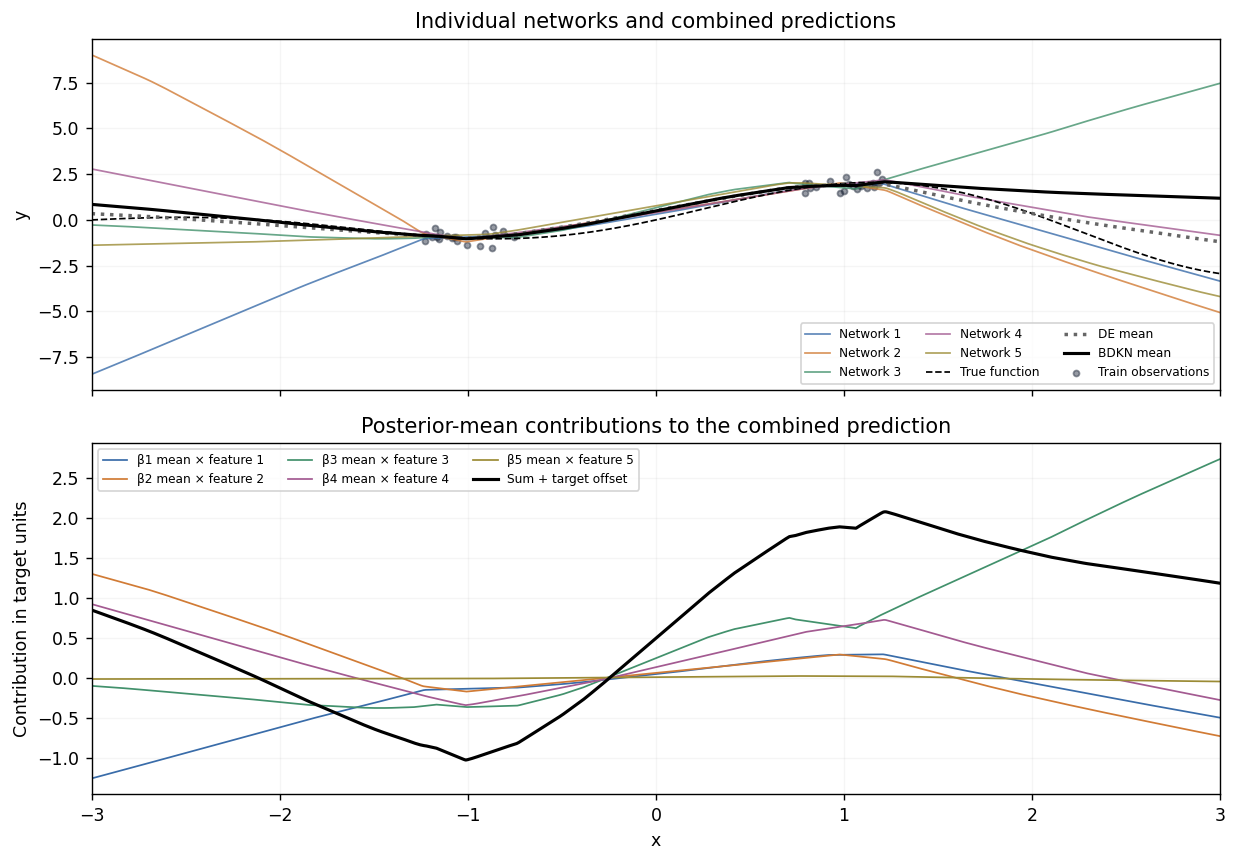 Individual networks and combined predictions
y
7.5
5.0
2.5
0.0
−2.5
−5.0
−7.5
Network 1
Network 2
Network 3
Network 4
Network 5
True function
DE mean
BDKN mean
Train observations
Posterior-mean contributions to the combined prediction
Contribution in target units
2.5
2.0
1.5
1.0
0.5
0.0
−0.5
−1.0
β1 mean × feature 1
β2 mean × feature 2
β3 mean × feature 3
β4 mean × feature 4
β5 mean × feature 5
Sum + target offset
−3 −2 −1 0 1 2 3
x